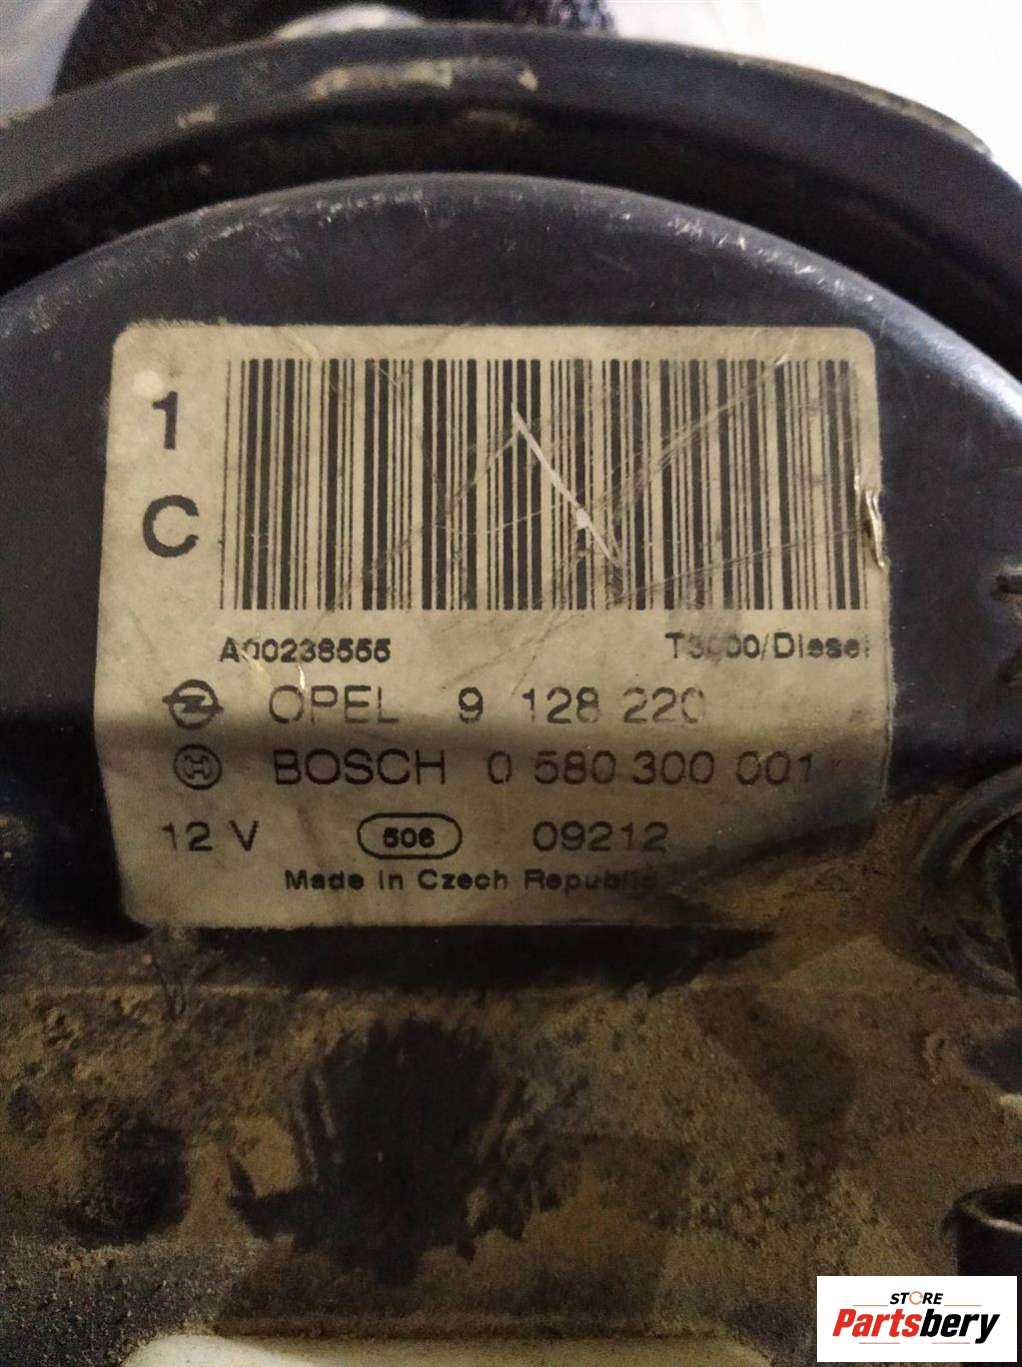 1
C
A00238555
T3000/Diesel
OPEL 9 128 220
BOSCH 0 580 300 001
12 V 506 09212
Made in Czech Republic
STORE
Partsbery